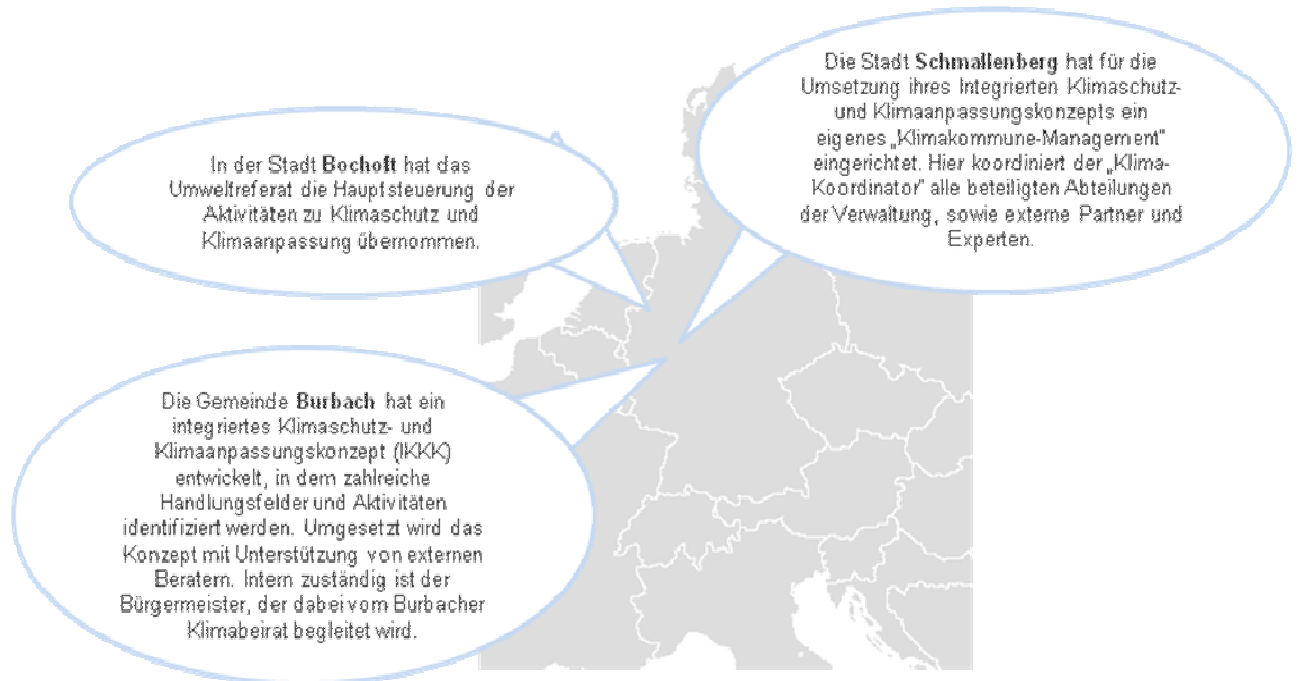 In der Stadt Bocholt hat das
Umweltreferat die Hauptsteuerung der
Aktivitäten zu Klimaschutz und
Klimaanpassung übernommen.
Die Stadt Schmallenberg hat für die
Umsetzung ihres Integrierten Klimaschutz-
und Klimaanpassungskonzepts ein
eigenes „Klimakommune-Management"
eingerichtet. Hier koordiniert der „Klima-
Koordinator" alle beteiligten Abteilungen
der Verwaltung, sowie externe Partner und
Experten.
Die Gemeinde Burbach hat ein
integriertes Klimaschutz- und
Klimaanpassungskonzept (IKKK)
entwickelt, in dem zahlreiche
Handlungsfelder und Aktivitäten
identifiziert werden. Umgesetzt wird das
Konzept mit Unterstützung von externen
Beratern. Intern zuständig ist der
Bürgermeister, der dabei vom Burbacher
Klimabeirat begleitet wird.